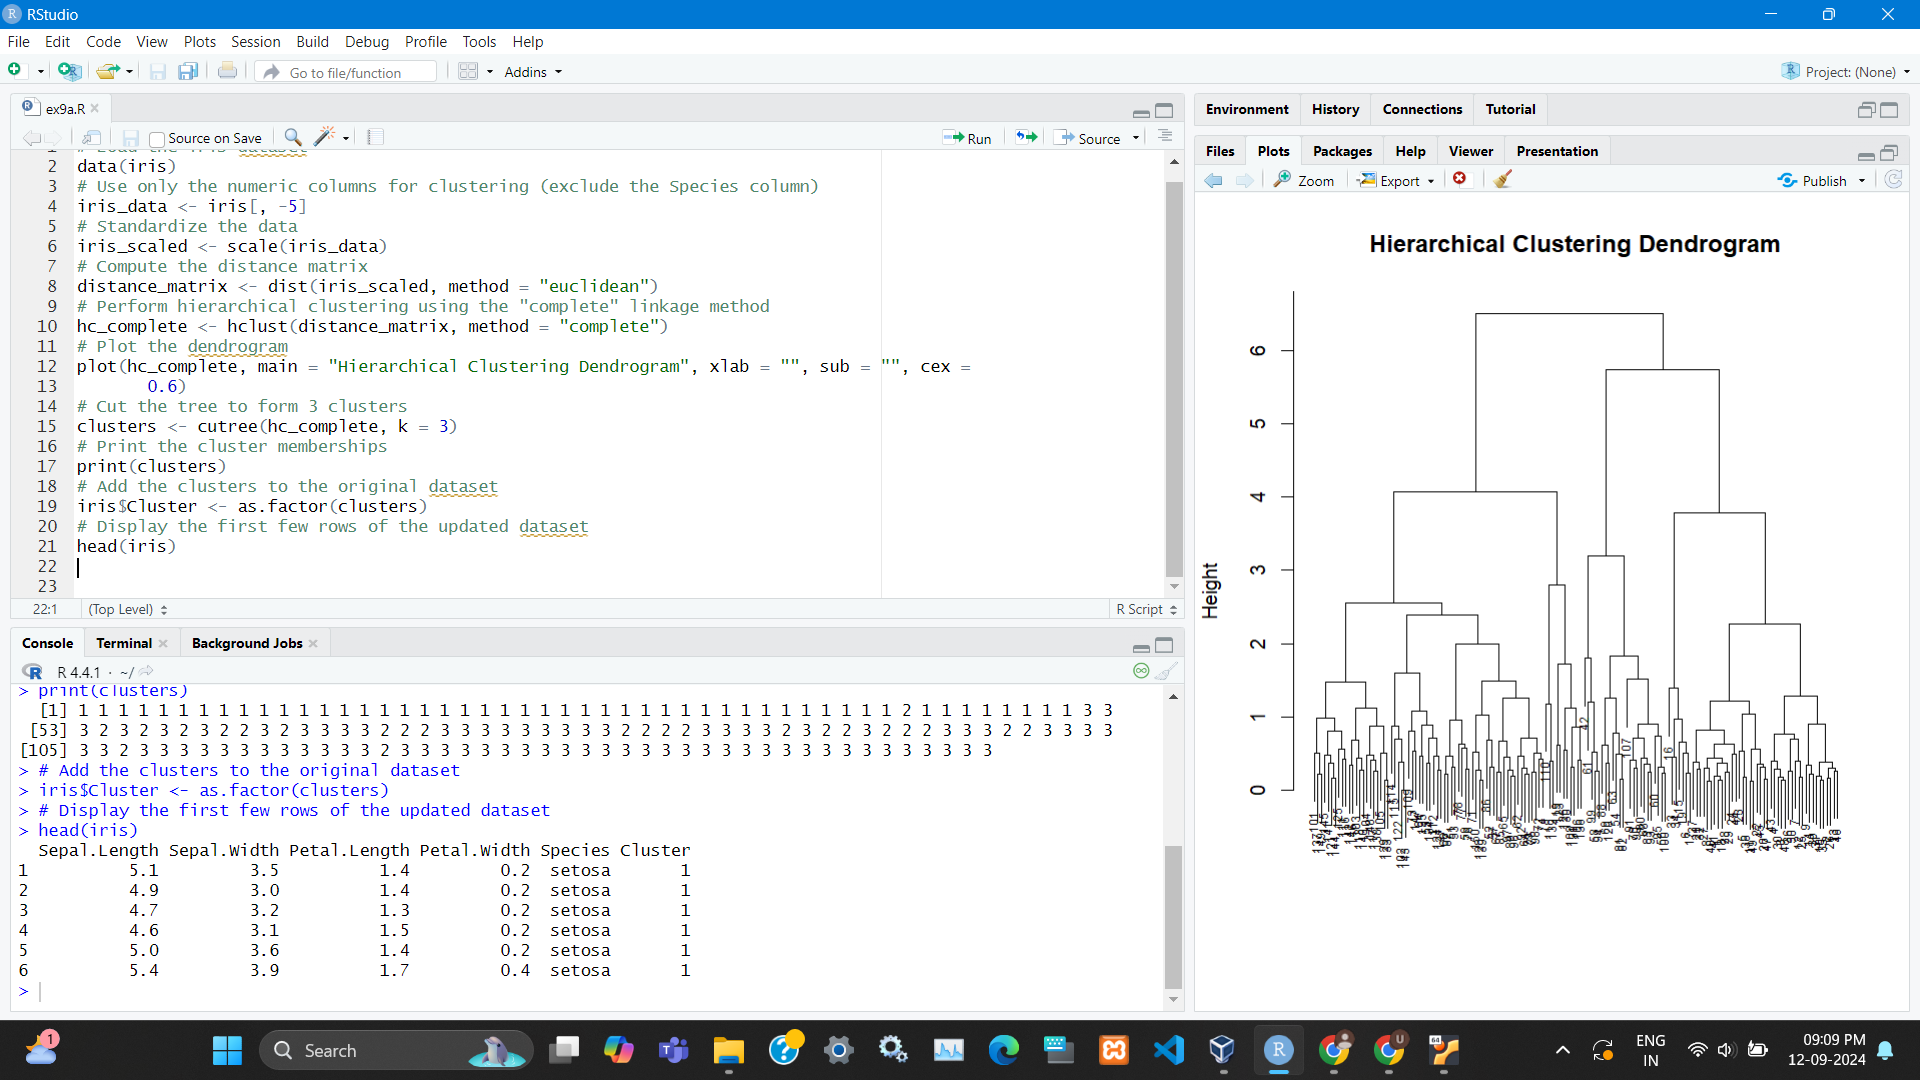 RStudio
File Edit Code View Plots Session Build Debug Profile Tools Help
Go to file/function Addins Project: (None)
ex9a.R
Source on Save Run Source
1 # Load the iris dataset
2 data(iris)
3 # Use only the numeric columns for clustering (exclude the Species column)
4 iris_data <- iris[, -5]
5 # Standardize the data
6 iris_scaled <- scale(iris_data)
7 # Compute the distance matrix
8 distance_matrix <- dist(iris_scaled, method = "euclidean")
9 # Perform hierarchical clustering using the "complete" linkage method
10 hc_complete <- hclust(distance_matrix, method = "complete")
11 # Plot the dendrogram
12 plot(hc_complete, main = "Hierarchical Clustering Dendrogram", xlab = "", sub = "", cex =
13 0.6)
14 # Cut the tree to form 3 clusters
15 clusters <- cutree(hc_complete, k = 3)
16 # Print the cluster memberships
17 print(clusters)
18 # Add the clusters to the original dataset
19 iris$Cluster <- as.factor(clusters)
20 # Display the first few rows of the updated dataset
21 head(iris)
22
23
22:1 (Top Level) R Script
Console Terminal Background Jobs
R 4.4.1 · ~/
> print(clusters)
[1] 1 1 1 1 1 1 1 1 1 1 1 1 1 1 1 1 1 1 1 1 1 1 1 1 1 1 1 1 1 1 1 1 1 1 1 1 1 1 1 1 1 2 1 1 1 1 1 1 1 1 3 3
[53] 3 2 3 2 3 2 3 2 2 3 2 3 3 3 3 2 2 2 3 3 3 3 3 3 3 2 2 2 2 3 3 3 3 2 3 2 2 3 2 2 2 3 3 3 2 2 3 3 3 3
[105] 3 3 2 3 3 3 3 3 3 3 3 3 3 3 3 2 3 3 3 3 3 3 3 3 3 3 3 3 3 3 3 3 3 3 3 3 3 3 3 3 3 3
> # Add the clusters to the original dataset
> iris$Cluster <- as.factor(clusters)
> # Display the first few rows of the updated dataset
> head(iris)
Sepal.Length Sepal.Width Petal.Length Petal.Width Species Cluster
1 5.1 3.5 1.4 0.2 setosa 1
2 4.9 3.0 1.4 0.2 setosa 1
3 4.7 3.2 1.3 0.2 setosa 1
4 4.6 3.1 1.5 0.2 setosa 1
5 5.0 3.6 1.4 0.2 setosa 1
6 5.4 3.9 1.7 0.4 setosa 1
>
Environment History Connections Tutorial
Files Plots Packages Help Viewer Presentation
Zoom Export Publish
Hierarchical Clustering Dendrogram
Height
6
5
4
3
2
1
0
42
107
16
110
61
Search
ENG
IN
09:09 PM
12-09-2024